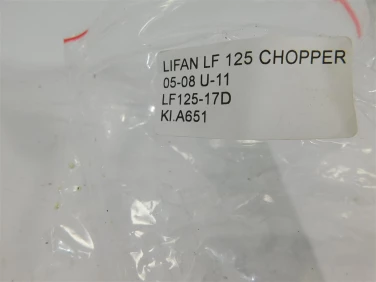 LIFAN LF 125 CHOPPER
05-08 U-11
LF125-17D
KI.A651